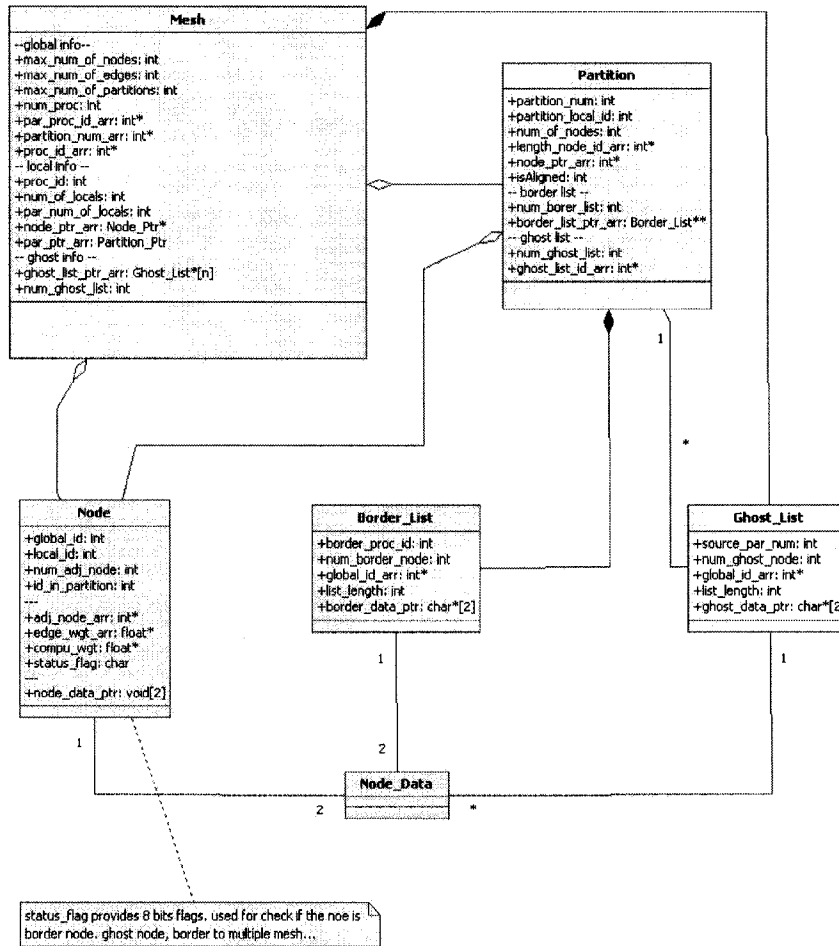 Mesh
--global info--
+max_num_of_nodes: int
+max_num_of_edges: int
+max_num_of_partitions: int
+num_proc: int
+par_proc_id_arr: int*
+partition_num_arr: int*
+proc_id_arr: int*
-- local info --
+proc_id: int
+num_of_locals: int
+par_num_of_locals: int
+node_ptr_arr: Node_Ptr*
+par_ptr_arr: Partition_Ptr
-- ghost info --
+ghost_list_ptr_arr: Ghost_List*[n]
+num_ghost_list: int
Partition
+partition_num: int
+partition_local_id: int
+num_of_nodes: int
+length_node_id_arr: int*
+node_ptr_arr: int*
+isAligned: int
-- border list --
+num_borer_list: int
+border_list_ptr_arr: Border_List**
-- ghost list --
+num_ghost_list: int
+ghost_list_id_arr: int*
1
*
Node
+global_id: int
+local_id: int
+num_adj_node: int
+id_in_partition: int
---
+adj_node_arr: int*
+edge_wgt_arr: float*
+compu_wgt: float*
+status_flag: char
---
+node_data_ptr: void[2]
Border_List
+border_proc_id: int
+num_border_node: int
+global_id_arr: int*
+list_length: int
+border_data_ptr: char*[2]
Ghost_List
+source_par_num: int
+num_ghost_node: int
+global_id_arr: int*
+list_length: int
+ghost_data_ptr: char*[2
1
1
1
2
Node_Data
2
*
status_flag provides 8 bits flags. used for check if the noe is
border node. ghost node, border to multiple mesh...